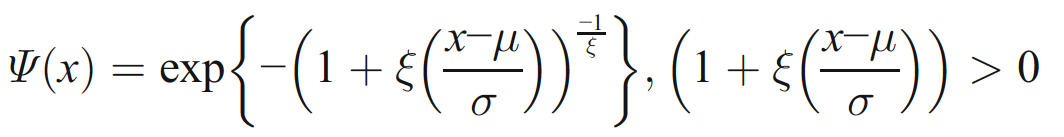 Ψ(x) = exp{−(1 + ξ((x−μ)/σ))^(−1/ξ)}, (1 + ξ((x−μ)/σ)) > 0